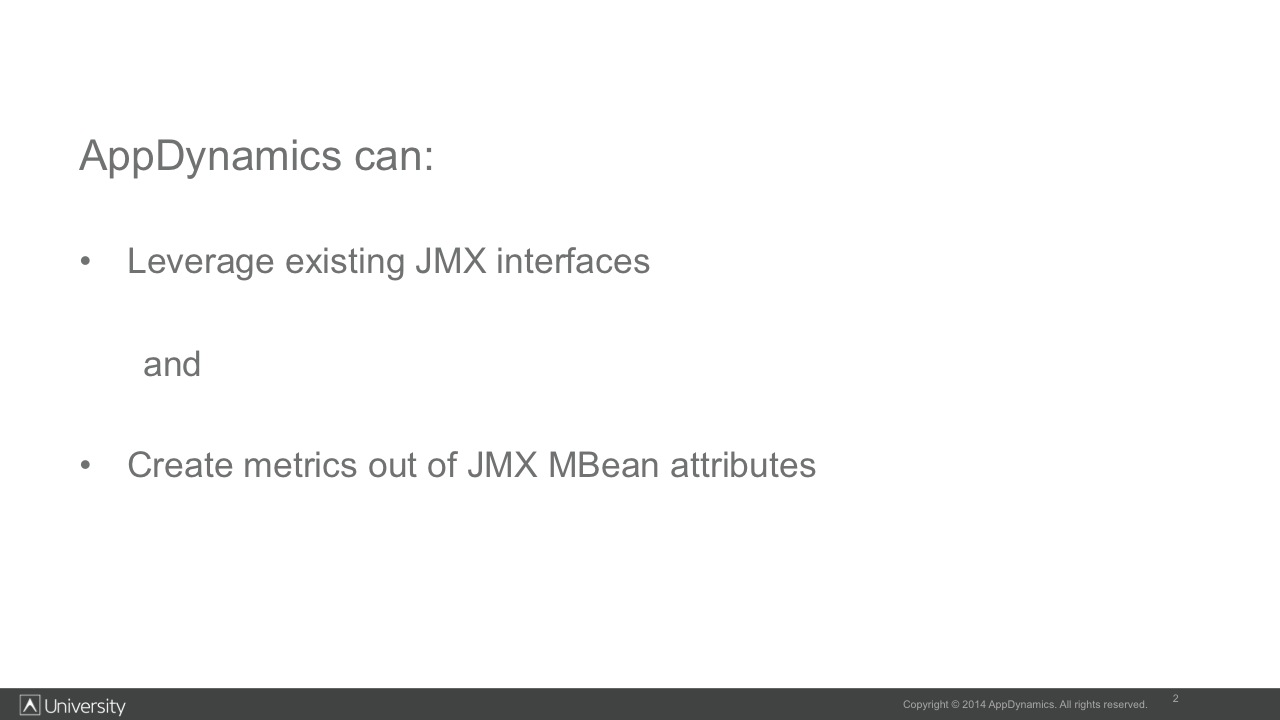 AppDynamics can:
• Leverage existing JMX interfaces
and
• Create metrics out of JMX MBean attributes
University
Copyright © 2014 AppDynamics. All rights reserved.
2